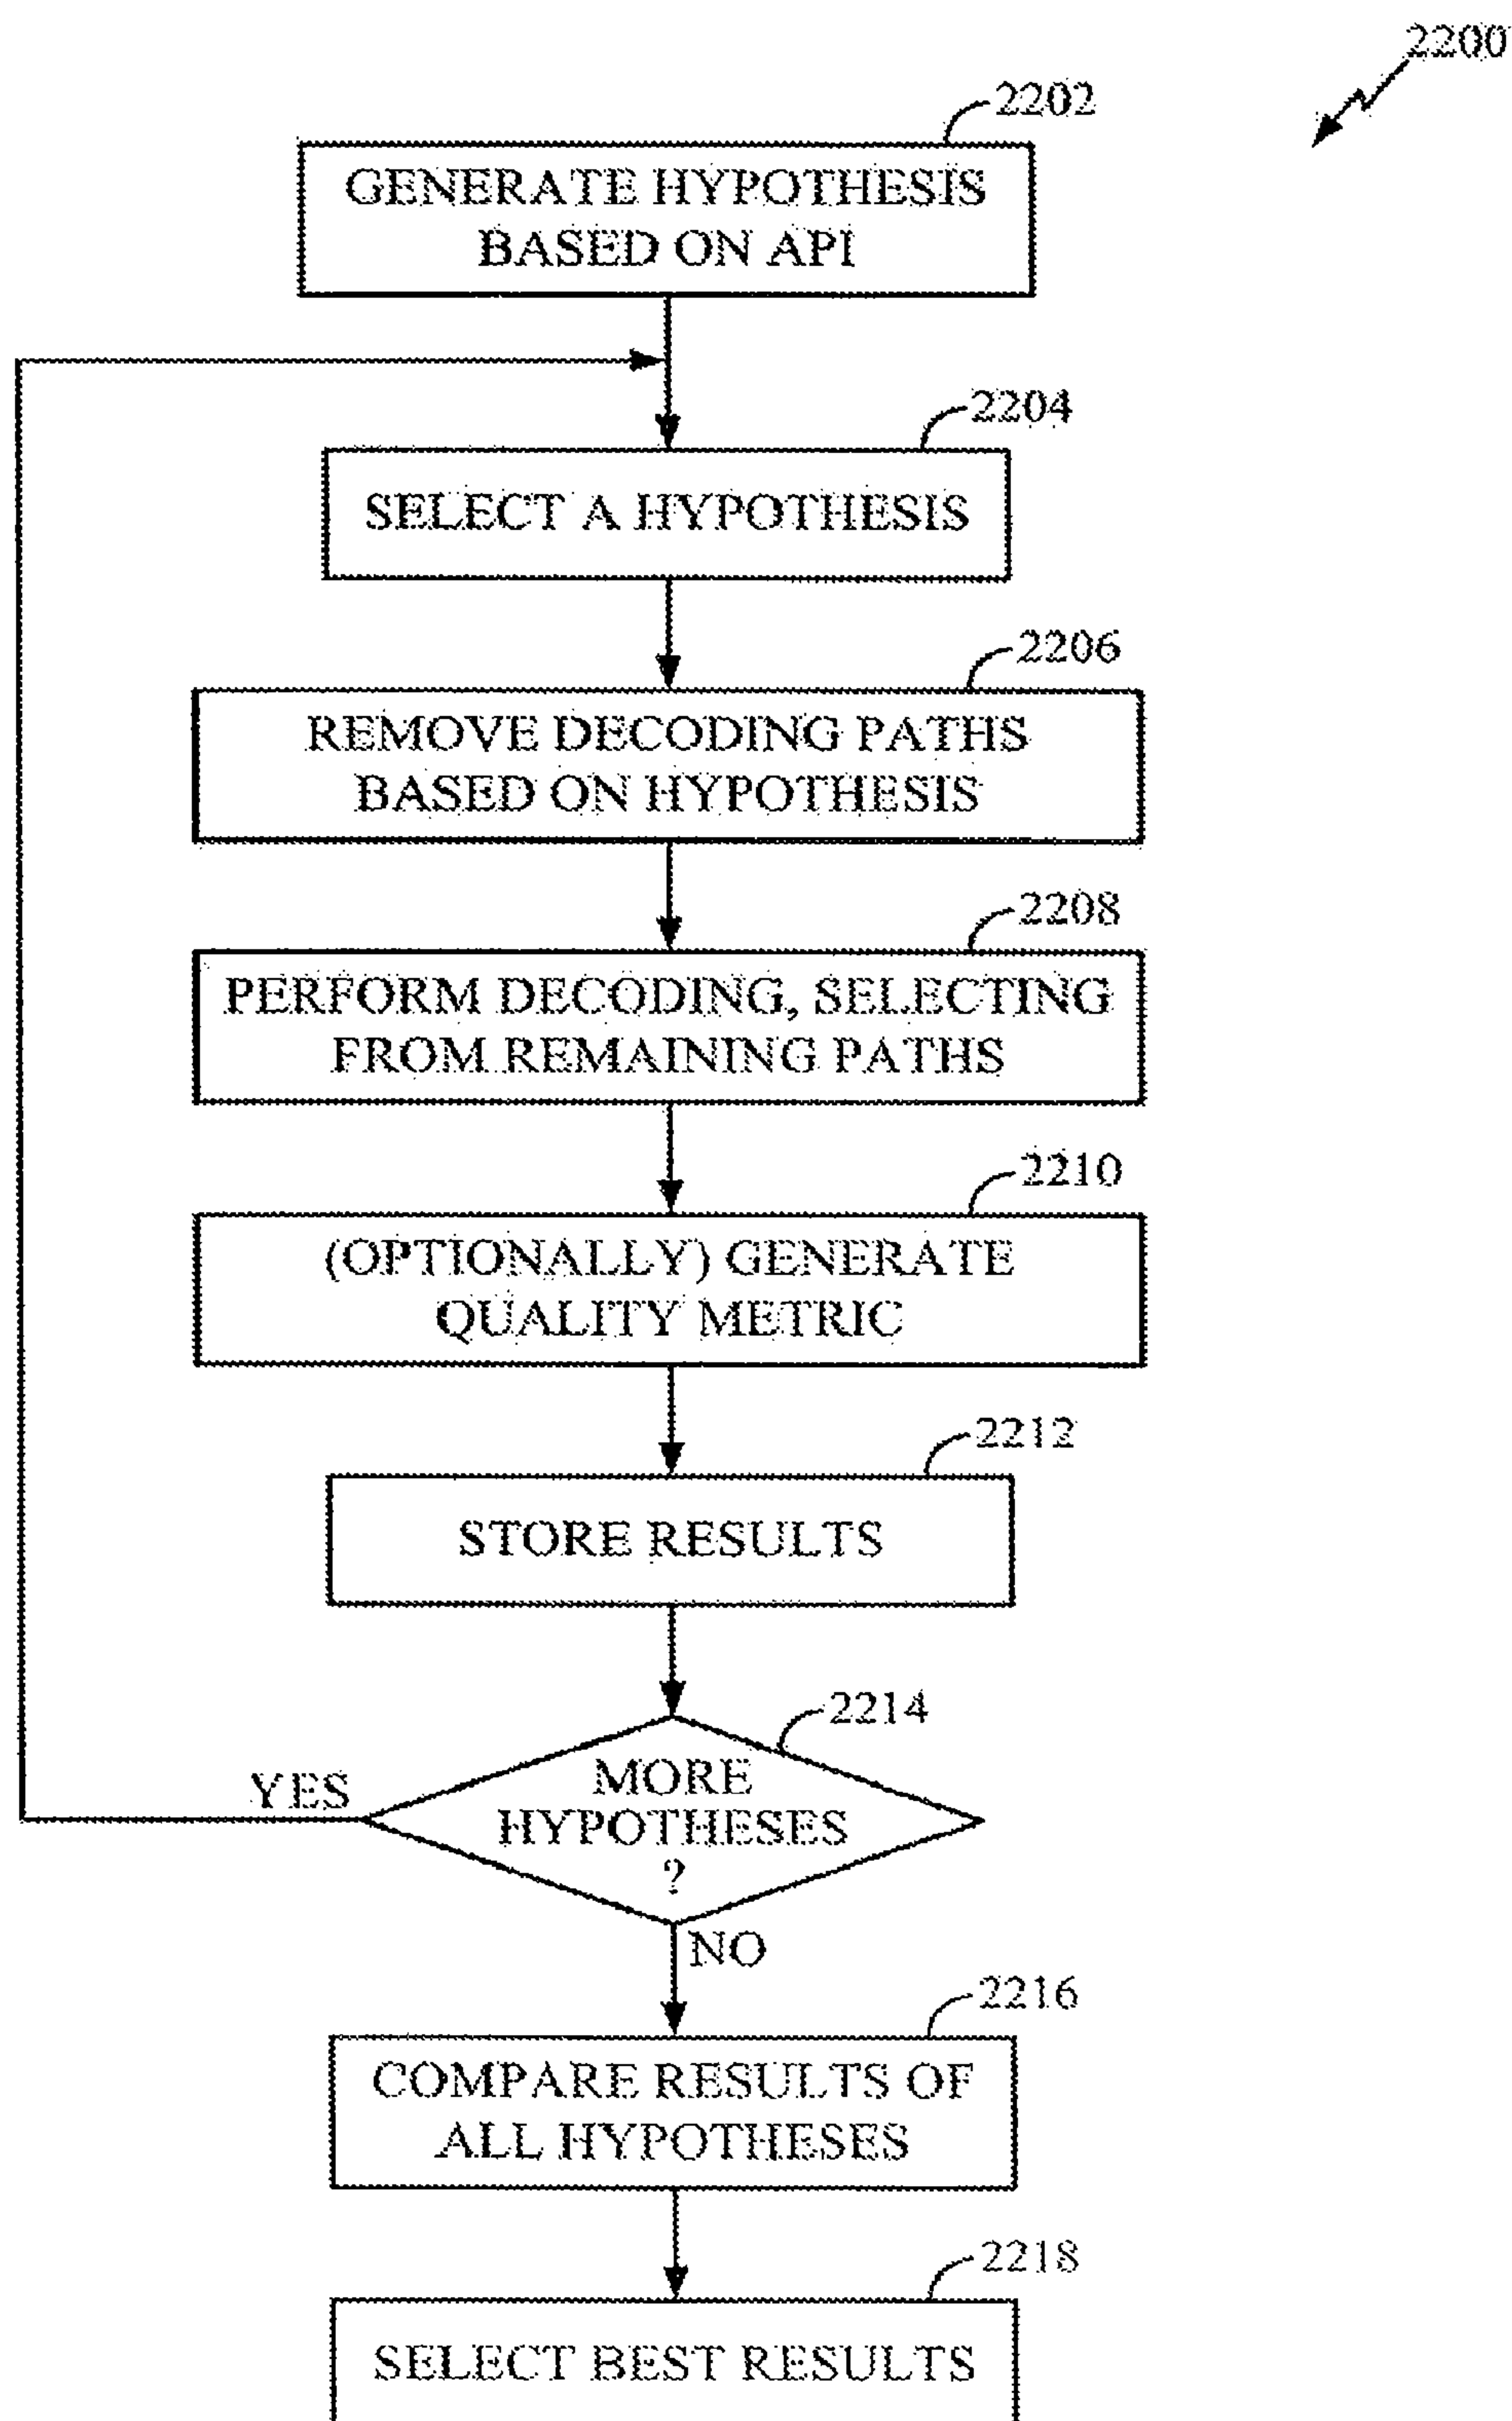 2200
2202
GENERATE HYPOTHESIS
BASED ON API
2204
SELECT A HYPOTHESIS
2206
REMOVE DECODING PATHS
BASED ON HYPOTHESIS
2208
PERFORM DECODING, SELECTING
FROM REMAINING PATHS
2210
(OPTIONALLY) GENERATE
QUALITY METRIC
2212
STORE RESULTS
2214
MORE
HYPOTHESES
?
YES
NO
2216
COMPARE RESULTS OF
ALL HYPOTHESES
2218
SELECT BEST RESULTS